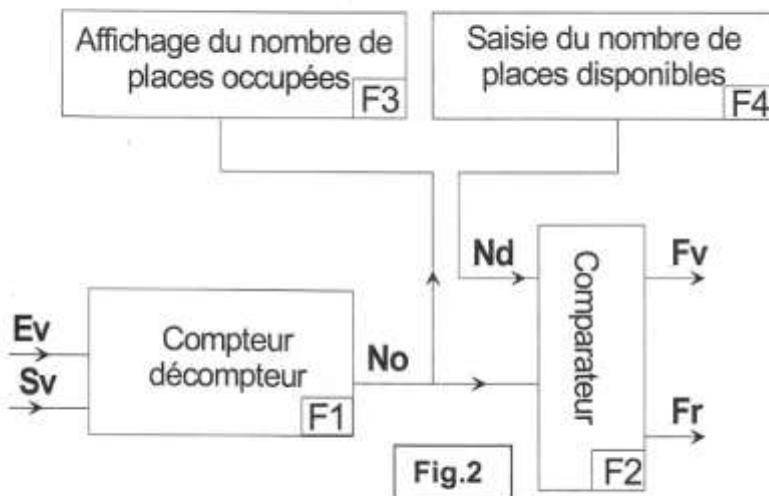 Affichage du nombre de
places occupées
F3
Saisie du nombre de
places disponibles
F4
Nd
Fv
Ev
Sv
Compteur
décompteur
F1
No
Comparateur
Fr
F2
Fig.2